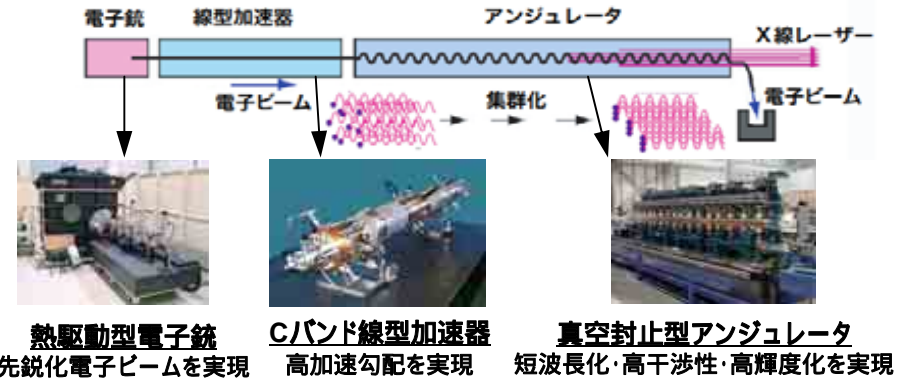 電子銃
線型加速器
アンジュレータ
X線レーザー
電子ビーム
集群化
電子ビーム
熱駆動型電子銃
先鋭化電子ビームを実現
Cバンド線型加速器
高加速勾配を実現
真空封止型アンジュレータ
短波長化・高干渉性・高輝度化を実現